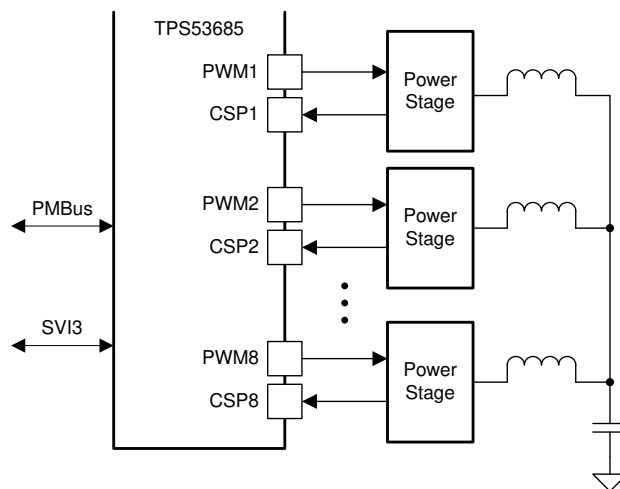 TPS53685
PWM1
Power
Stage
CSP1
PMBus
PWM2
Power
Stage
CSP2
SVI3
PWM8
Power
Stage
CSP8